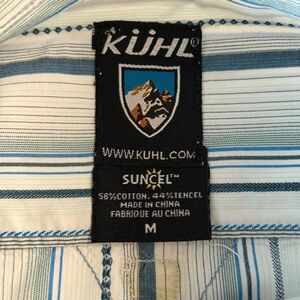 KÜHL®
WWW.KUHL.COM
SUNCEL™
56%COTTON. 44%TENCEL
MADE IN CHINA
FABRIQUE AU CHINA
M